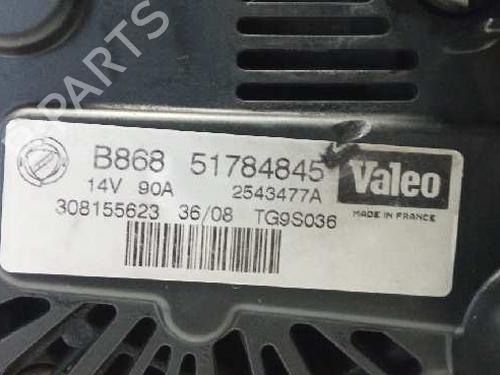 B-PARTS
B868 51784845
Valeo
14V 90A 2543477A
MADE IN FRANCE
308155623 36/08 TG9S036